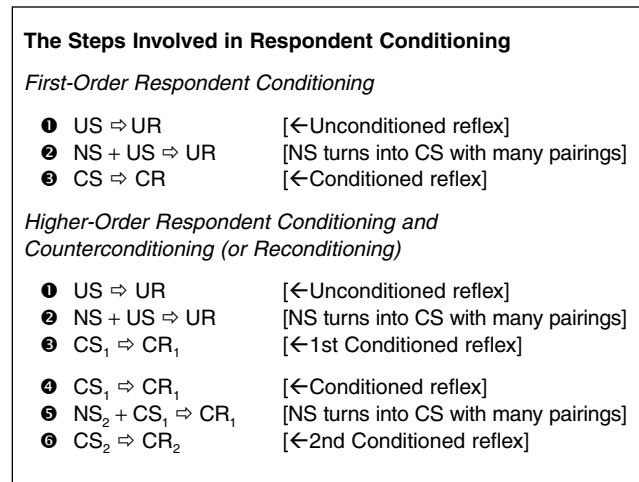 The Steps Involved in Respondent Conditioning
First-Order Respondent Conditioning
❶ US ⇨ UR [←Unconditioned reflex]
❷ NS + US ⇨ UR [NS turns into CS with many pairings]
❸ CS ⇨ CR [←Conditioned reflex]
Higher-Order Respondent Conditioning and
Counterconditioning (or Reconditioning)
❶ US ⇨ UR [←Unconditioned reflex]
❷ NS + US ⇨ UR [NS turns into CS with many pairings]
❸ CS₁ ⇨ CR₁ [←1st Conditioned reflex]
❹ CS₁ ⇨ CR₁ [←Conditioned reflex]
❺ NS₂ + CS₁ ⇨ CR₁ [NS turns into CS with many pairings]
❻ CS₂ ⇨ CR₂ [←2nd Conditioned reflex]